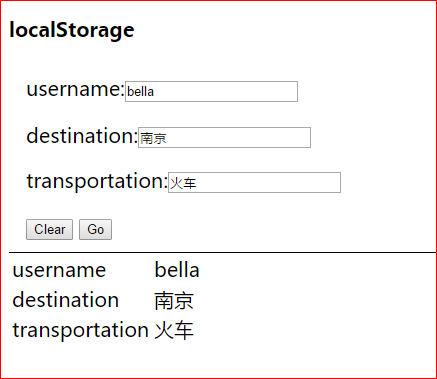 localStorage
username:bella
destination:南京
transportation:火车
Clear Go
username bella
destination 南京
transportation 火车